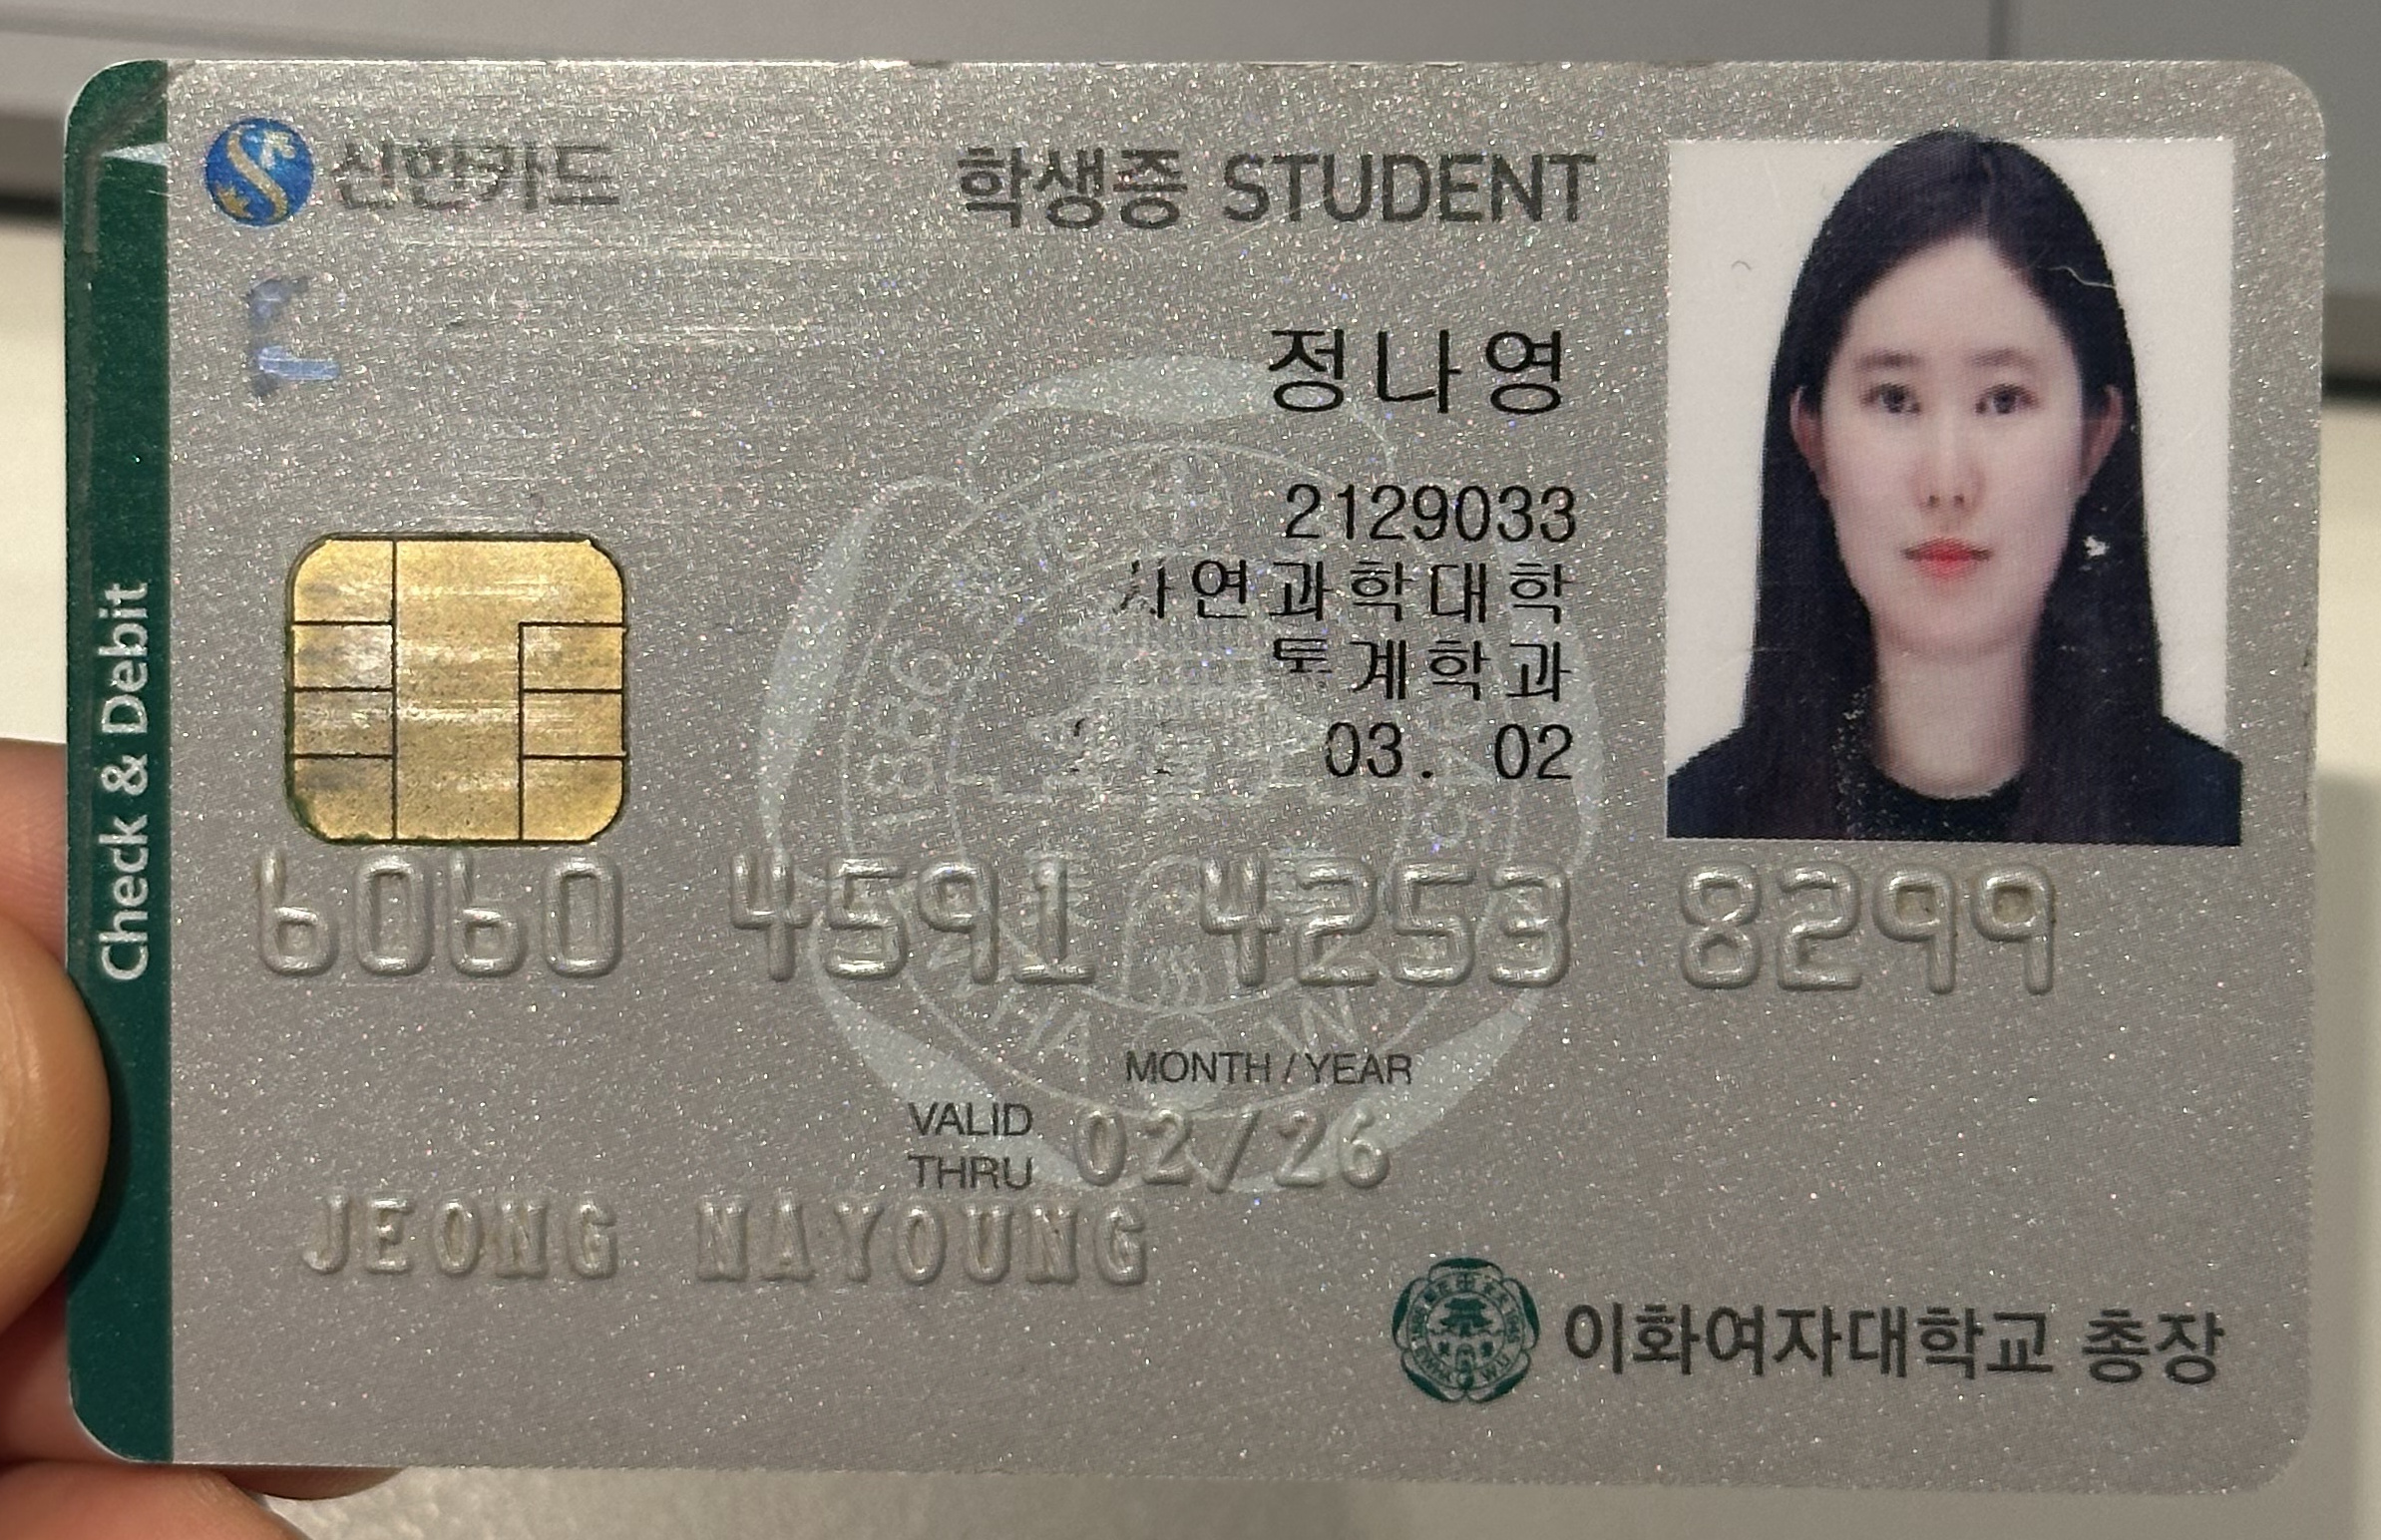 신한카드
학생증 STUDENT
정나영
2129033
자연과학대학
통계학과
03. 02
Check & Debit
6060 4591 4253 8299
MONTH / YEAR
VALID THRU 02/26
JEONG NAYOUNG
이화여자대학교 총장